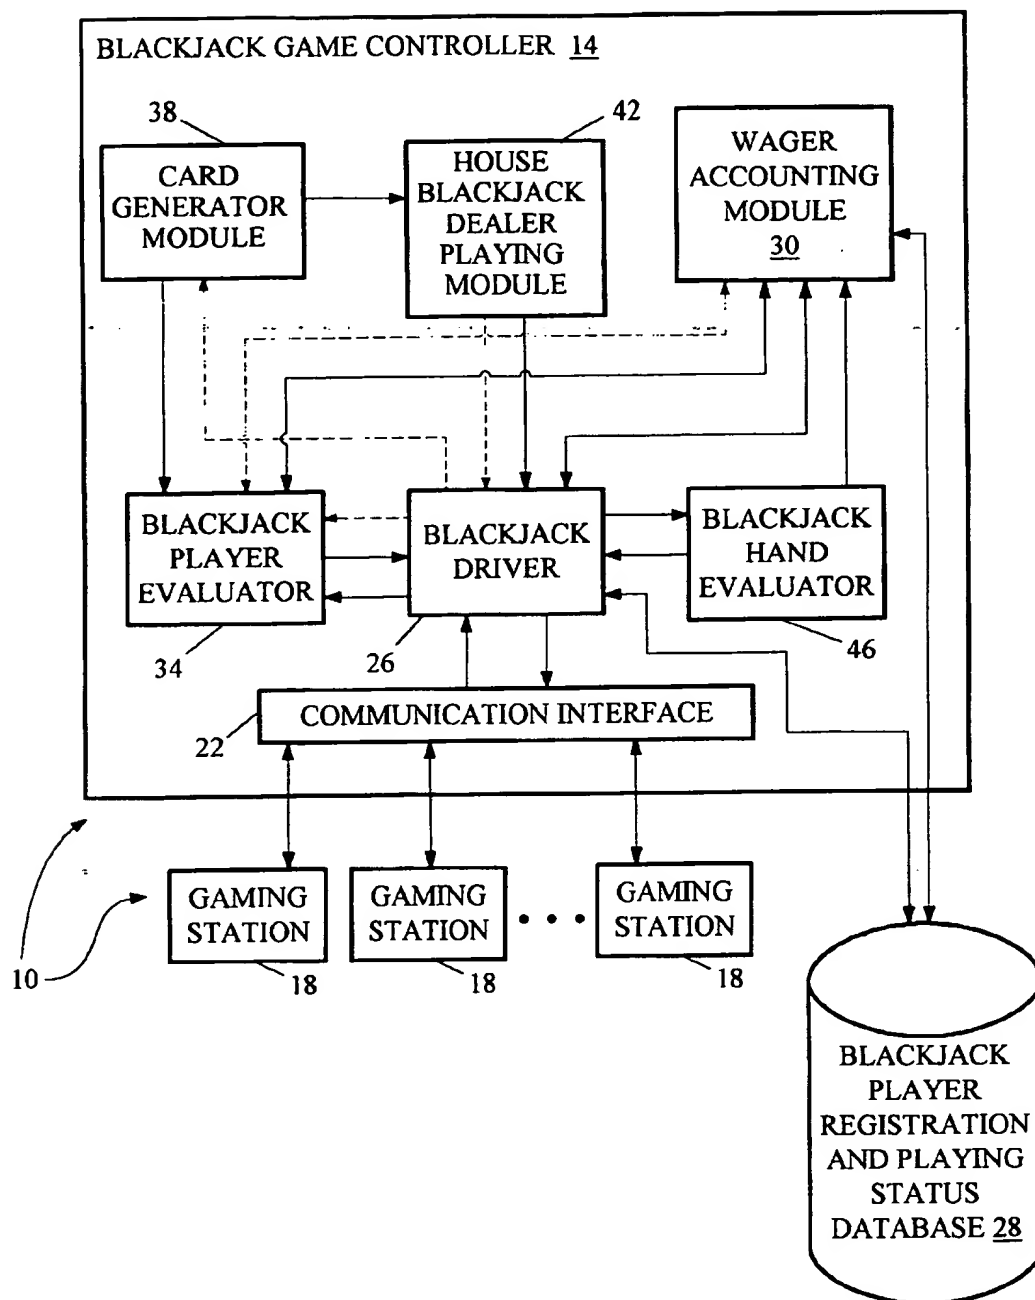 BLACKJACK GAME CONTROLLER 14
38
42
CARD
GENERATOR
MODULE
HOUSE
BLACKJACK
DEALER
PLAYING
MODULE
WAGER
ACCOUNTING
MODULE
30
BLACKJACK
PLAYER
EVALUATOR
BLACKJACK
DRIVER
BLACKJACK
HAND
EVALUATOR
34
26
46
COMMUNICATION INTERFACE
22
GAMING
STATION
GAMING
STATION
GAMING
STATION
10
18
18
18
BLACKJACK
PLAYER
REGISTRATION
AND PLAYING
STATUS
DATABASE 28